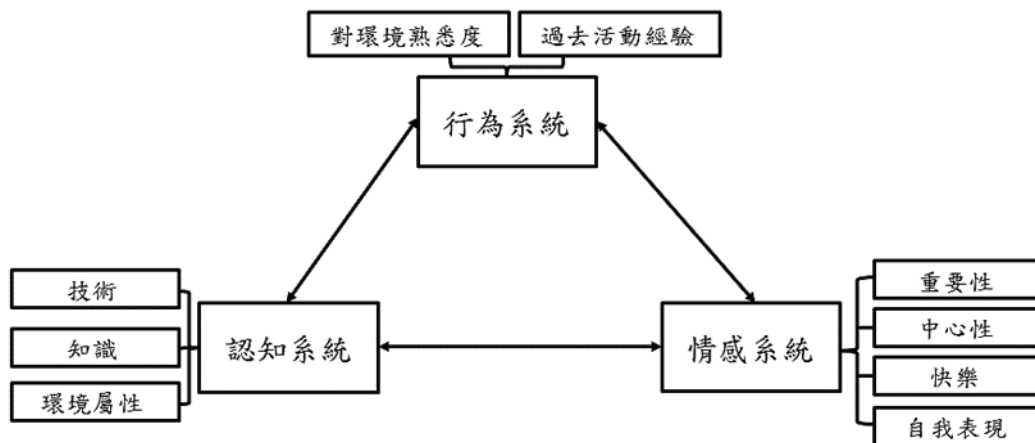 對環境熟悉度
過去活動經驗
行為系統
技術
知識
環境屬性
認知系統
情感系統
重要性
中心性
快樂
自我表現